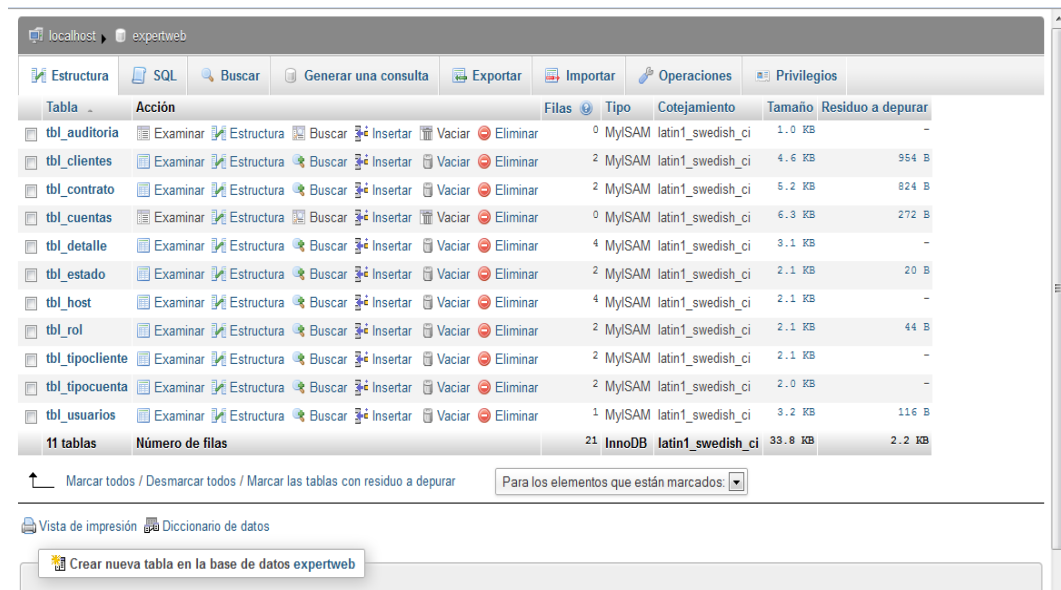 localhost expertweb
Estructura SQL Buscar Generar una consulta Exportar Importar Operaciones Privilegios
Tabla Acción Filas Tipo Cotejamiento Tamaño Residuo a depurar
tbl_auditoria Examinar Estructura Buscar Insertar Vaciar Eliminar 0 MyISAM latin1_swedish_ci 1.0 KB -
tbl_clientes Examinar Estructura Buscar Insertar Vaciar Eliminar 2 MyISAM latin1_swedish_ci 4.6 KB 954 B
tbl_contrato Examinar Estructura Buscar Insertar Vaciar Eliminar 2 MyISAM latin1_swedish_ci 5.2 KB 824 B
tbl_cuentas Examinar Estructura Buscar Insertar Vaciar Eliminar 0 MyISAM latin1_swedish_ci 6.3 KB 272 B
tbl_detalle Examinar Estructura Buscar Insertar Vaciar Eliminar 4 MyISAM latin1_swedish_ci 3.1 KB -
tbl_estado Examinar Estructura Buscar Insertar Vaciar Eliminar 2 MyISAM latin1_swedish_ci 2.1 KB 20 B
tbl_host Examinar Estructura Buscar Insertar Vaciar Eliminar 4 MyISAM latin1_swedish_ci 2.1 KB -
tbl_rol Examinar Estructura Buscar Insertar Vaciar Eliminar 2 MyISAM latin1_swedish_ci 2.1 KB 44 B
tbl_tipocliente Examinar Estructura Buscar Insertar Vaciar Eliminar 2 MyISAM latin1_swedish_ci 2.1 KB -
tbl_tipocuenta Examinar Estructura Buscar Insertar Vaciar Eliminar 2 MyISAM latin1_swedish_ci 2.0 KB -
tbl_usuarios Examinar Estructura Buscar Insertar Vaciar Eliminar 1 MyISAM latin1_swedish_ci 3.2 KB 116 B
11 tablas Número de filas 21 InnoDB latin1_swedish_ci 33.8 KB 2.2 KB
Marcar todos / Desmarcar todos / Marcar las tablas con residuo a depurar Para los elementos que están marcados:
Vista de impresión Diccionario de datos
Crear nueva tabla en la base de datos expertweb